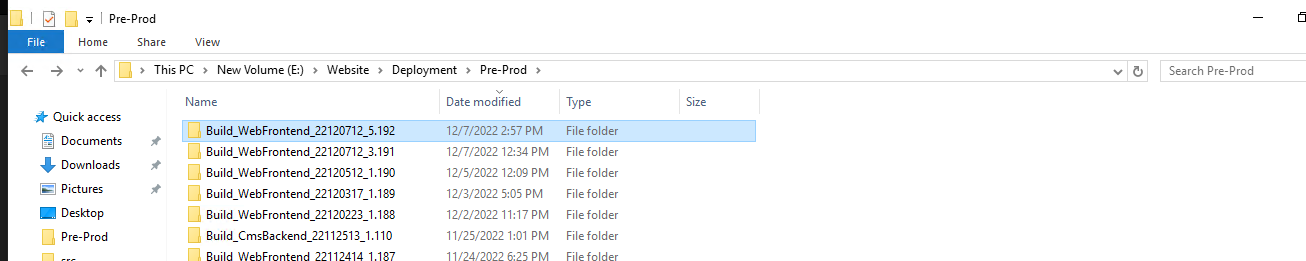 Pre-Prod
File Home Share View
This PC New Volume (E:) Website Deployment Pre-Prod Search Pre-Prod
Name Date modified Type Size
Quick access
Documents
Downloads
Pictures
Desktop
Pre-Prod
src
Build_WebFrontend_22120712_5.192 12/7/2022 2:57 PM File folder
Build_WebFrontend_22120712_3.191 12/7/2022 12:34 PM File folder
Build_WebFrontend_22120512_1.190 12/5/2022 12:09 PM File folder
Build_WebFrontend_22120317_1.189 12/3/2022 5:05 PM File folder
Build_WebFrontend_22120223_1.188 12/2/2022 11:17 PM File folder
Build_CmsBackend_22112513_1.110 11/25/2022 1:01 PM File folder
Build_WebFrontend_22112414_1.187 11/24/2022 6:25 PM File folder